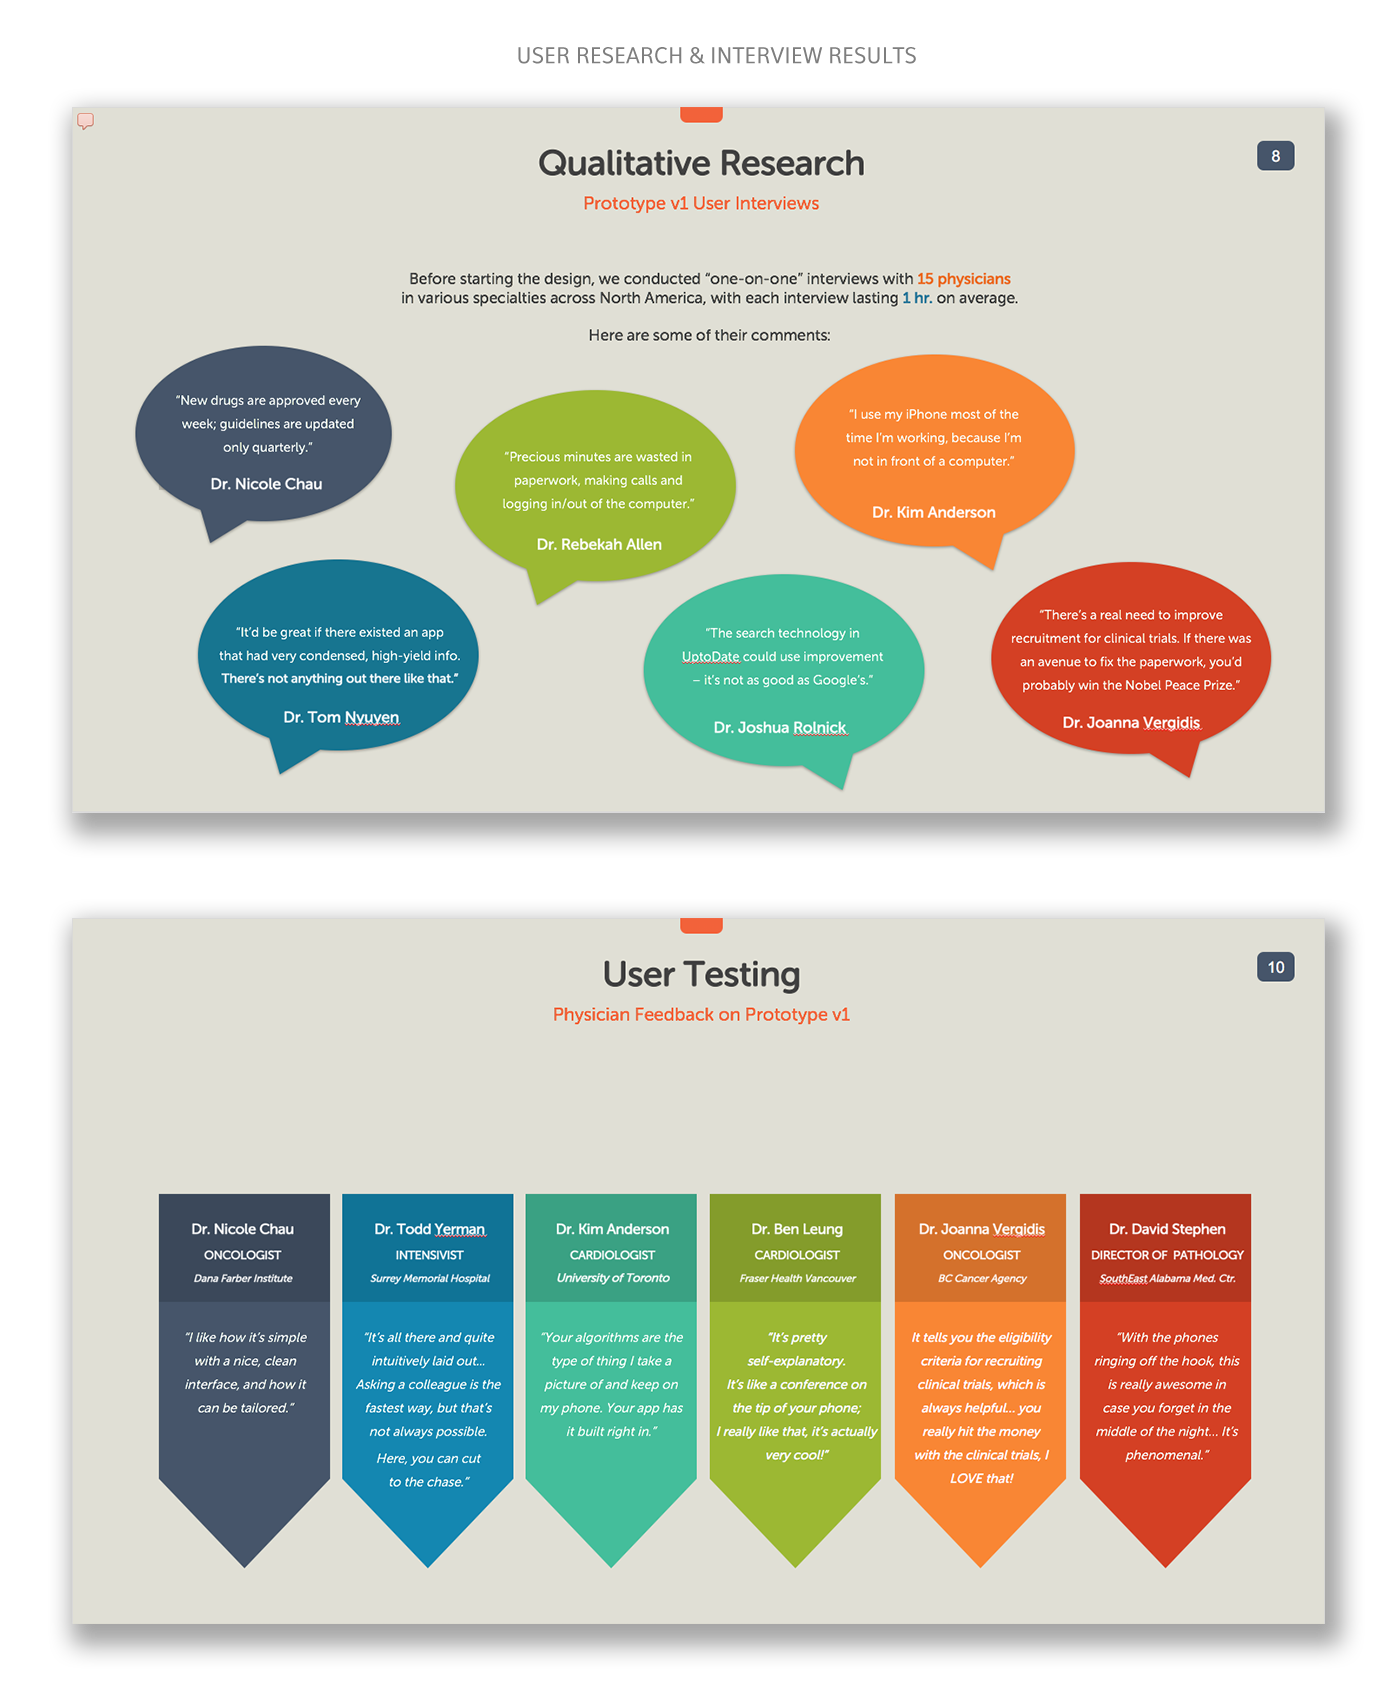 USER RESEARCH & INTERVIEW RESULTS
Qualitative Research
8
Prototype v1 User Interviews
Before starting the design, we conducted “one-on-one” interviews with 15 physicians
in various specialties across North America, with each interview lasting 1 hr. on average.
Here are some of their comments:
“New drugs are approved every
week; guidelines are updated
only quarterly.”
Dr. Nicole Chau
“Precious minutes are wasted in
paperwork, making calls and
logging in/out of the computer.”
Dr. Rebekah Allen
“I use my iPhone most of the
time I’m working, because I’m
not in front of a computer.”
Dr. Kim Anderson
“It’d be great if there existed an app
that had very condensed, high-yield info.
There’s not anything out there like that.”
Dr. Tom Nyuyen
“The search technology in
UptoDate could use improvement
– it’s not as good as Google’s.”
Dr. Joshua Rolnick
“There’s a real need to improve
recruitment for clinical trials. If there was
an avenue to fix the paperwork, you’d
probably win the Nobel Peace Prize.”
Dr. Joanna Vergidis
User Testing
10
Physician Feedback on Prototype v1
Dr. Nicole Chau
ONCOLOGIST
Dana Farber Institute
“I like how it’s simple
with a nice, clean
interface, and how it
can be tailored.”
Dr. Todd Yerman
INTENSIVIST
Surrey Memorial Hospital
“It’s all there and quite
intuitively laid out...
Asking a colleague is the
fastest way, but that’s
not always possible.
Here, you can cut
to the chase.”
Dr. Kim Anderson
CARDIOLOGIST
University of Toronto
“Your algorithms are the
type of thing I take a
picture of and keep on
my phone. Your app has
it built right in.”
Dr. Ben Leung
CARDIOLOGIST
Fraser Health Vancouver
“It’s pretty
self-explanatory.
It’s like a conference on
the tip of your phone;
I really like that, it’s actually
very cool!”
Dr. Joanna Vergidis
ONCOLOGIST
BC Cancer Agency
It tells you the eligibility
criteria for recruiting
clinical trials, which is
always helpful... you
really hit the money
with the clinical trials, I
LOVE that!
Dr. David Stephen
DIRECTOR OF PATHOLOGY
SouthEast Alabama Med. Ctr.
“With the phones
ringing off the hook, this
is really awesome in
case you forget in the
middle of the night... It’s
phenomenal.”